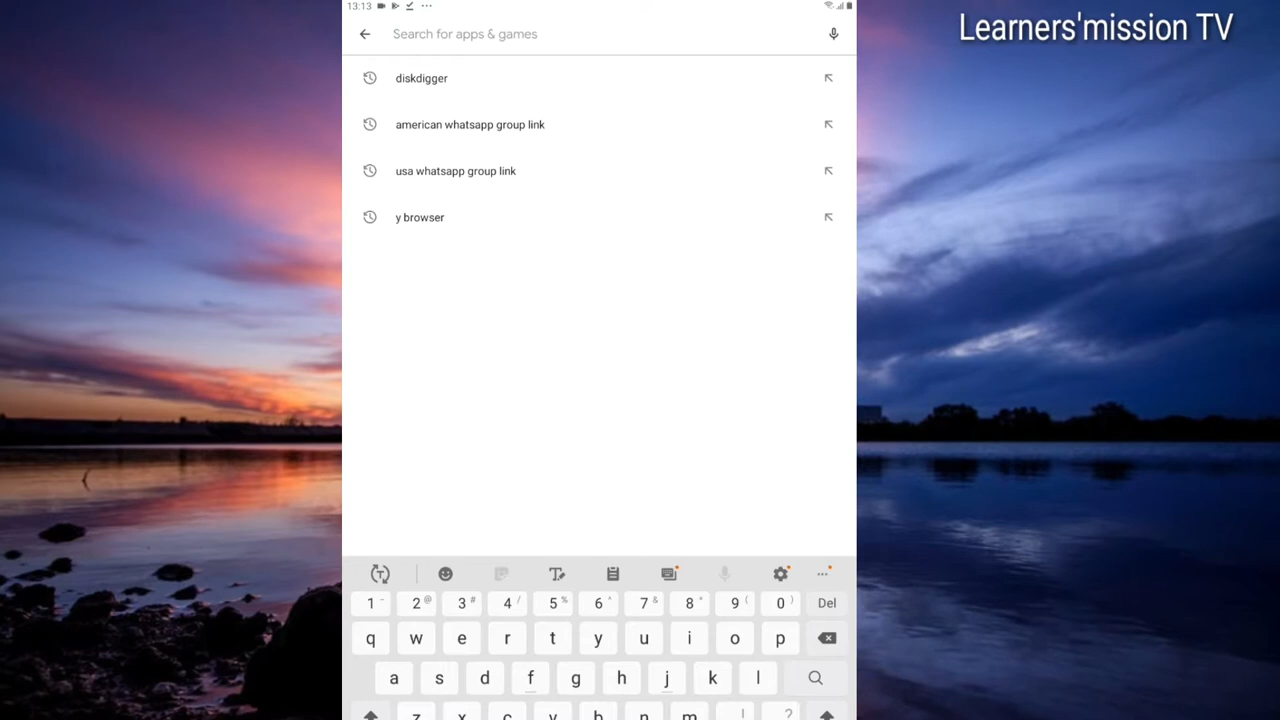 Learners'mission TV
13:13
Search for apps & games
diskdigger
american whatsapp group link
usa whatsapp group link
y browser
1 - 2 @ 3 # 4 / 5 % 6 ^ 7 & 8 * 9 ( 0 ) Del
q w e r t y u i o p
a s d f g h j k l
z x c v b n m ! ?